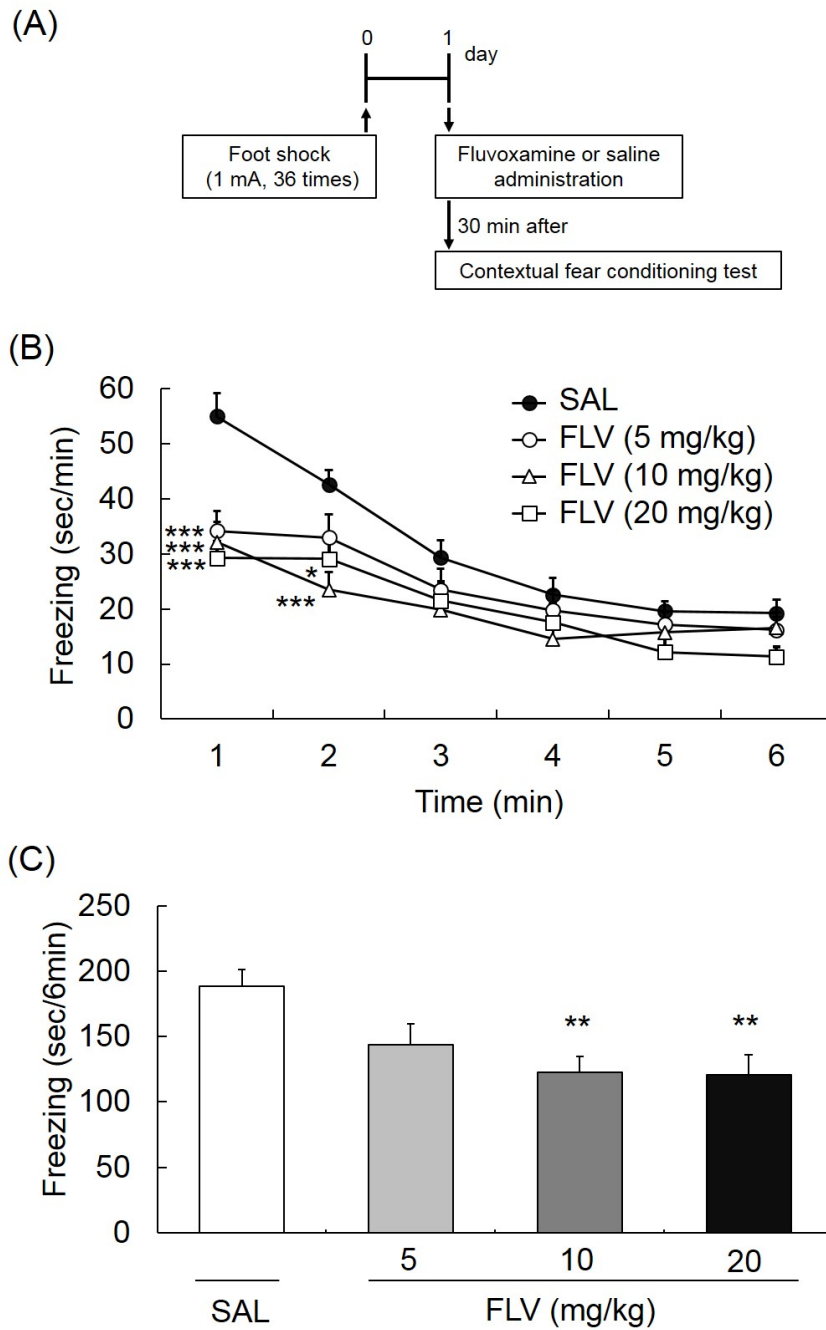 (A)
0 1
day
Foot shock
(1 mA, 36 times)
Fluvoxamine or saline
administration
30 min after
Contextual fear conditioning test
(B)
Freezing (sec/min)
60
50
40
30
20
10
0
SAL
FLV (5 mg/kg)
FLV (10 mg/kg)
FLV (20 mg/kg)
***
***
***
*
***
1 2 3 4 5 6
Time (min)
(C)
Freezing (sec/6min)
250
200
150
100
50
0
** **
5 10 20
SAL FLV (mg/kg)